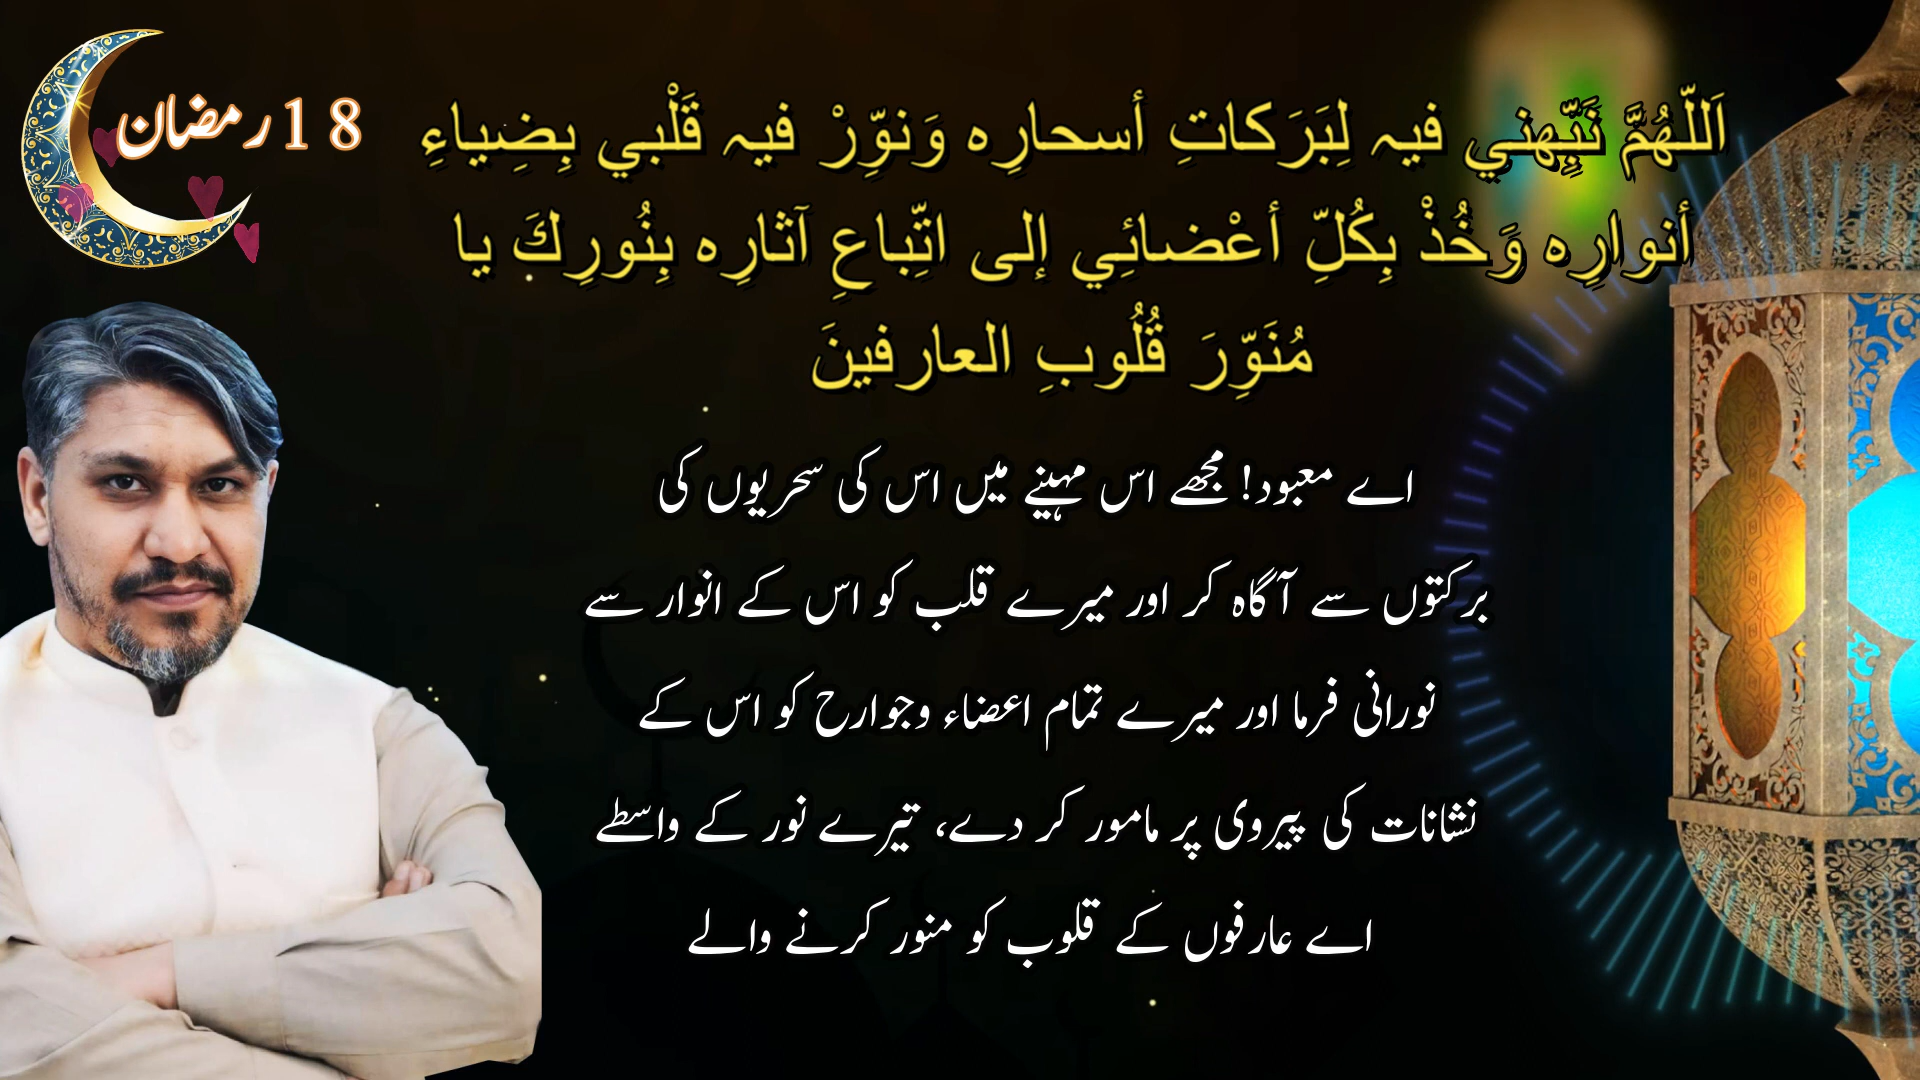 18 رمضان
اَللّهُمَّ نَبِّهني فيہ لِبَرَكاتِ أسحارِه وَنوِّرْ فيہ قَلْبي بِضِياءِ
أنوارِه وَخُذْ بِكُلِّ أعْضائِي إلى اتِّباعِ آثارِه بِنُورِكَ يا
مُنَوِّرَ قُلُوبِ العارفينَ
اے معبود! مجھے اس مہینے میں اس کی سحریوں کی
برکتوں سے آگاہ کر اور میرے قلب کو اس کے انوار سے
نورانی فرما اور میرے تمام اعضاء وجوارح کو اس کے
نشانات کی پیروی پر مامور کر دے، تیرے نور کے واسطے
اے عارفوں کے قلوب کو منور کرنے والے